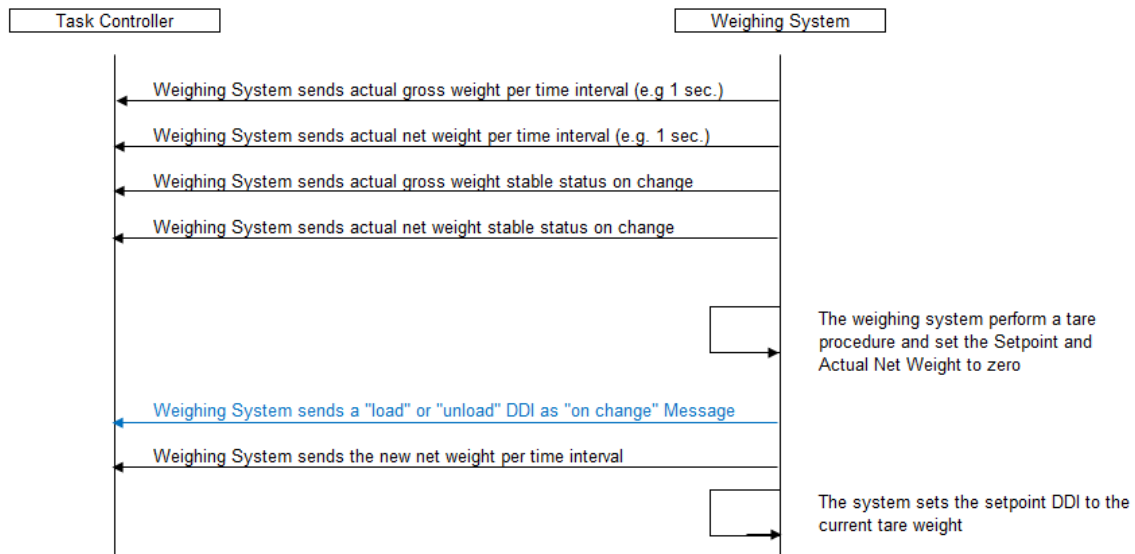 Task Controller
Weighing System
Weighing System sends actual gross weight per time interval (e.g 1 sec.)
Weighing System sends actual net weight per time interval (e.g. 1 sec.)
Weighing System sends actual gross weight stable status on change
Weighing System sends actual net weight stable status on change
The weighing system perform a tare
procedure and set the Setpoint and
Actual Net Weight to zero
Weighing System sends a "load" or "unload" DDI as "on change" Message
Weighing System sends the new net weight per time interval
The system sets the setpoint DDI to the
current tare weight